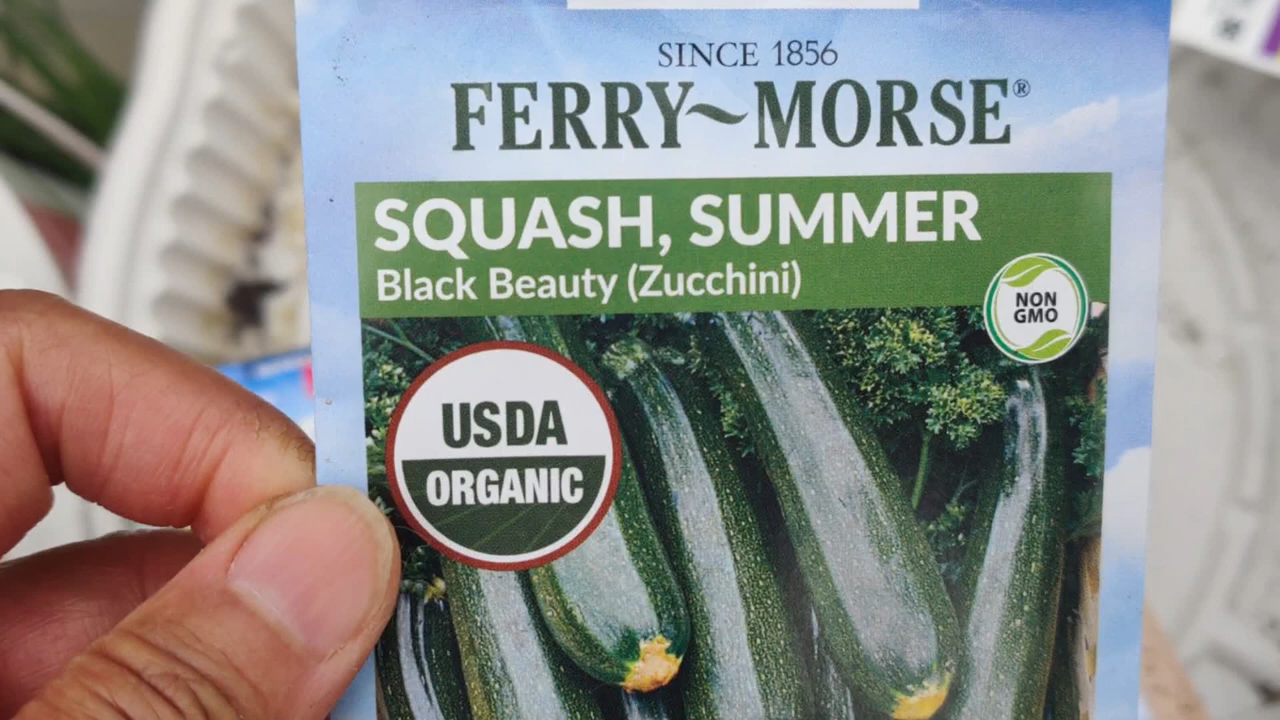 SINCE 1856
FERRY~MORSE®
SQUASH, SUMMER
Black Beauty (Zucchini)
NON
GMO
USDA
ORGANIC